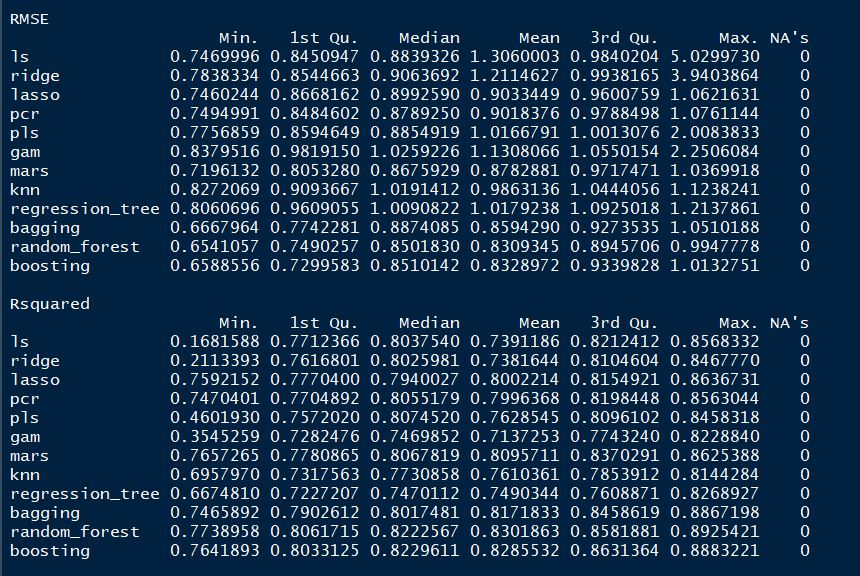 RMSE
Min. 1st Qu. Median Mean 3rd Qu. Max. NA's
ls 0.7469996 0.8450947 0.8839326 1.3060003 0.9840204 5.0299730 0
ridge 0.7838334 0.8544663 0.9063692 1.2114627 0.9938165 3.9403864 0
lasso 0.7460244 0.8668162 0.8992590 0.9033449 0.9600759 1.0621631 0
pcr 0.7494991 0.8484602 0.8789250 0.9018376 0.9788498 1.0761144 0
pls 0.7756859 0.8594649 0.8854919 1.0166791 1.0013076 2.0083833 0
gam 0.8379516 0.9819150 1.0259226 1.1308066 1.0550154 2.2506084 0
mars 0.7196132 0.8053280 0.8675929 0.8782881 0.9717471 1.0369918 0
knn 0.8272069 0.9093667 1.0191412 0.9863136 1.0444056 1.1238241 0
regression_tree 0.8060696 0.9609055 1.0090822 1.0179238 1.0925018 1.2137861 0
bagging 0.6667964 0.7742281 0.8874085 0.8594290 0.9273535 1.0510188 0
random_forest 0.6541057 0.7490257 0.8501830 0.8309345 0.8945706 0.9947778 0
boosting 0.6588556 0.7299583 0.8510142 0.8328972 0.9339828 1.0132751 0
Rsquared
Min. 1st Qu. Median Mean 3rd Qu. Max. NA's
ls 0.1681588 0.7712366 0.8037540 0.7391186 0.8212412 0.8568332 0
ridge 0.2113393 0.7616801 0.8025981 0.7381644 0.8104604 0.8467770 0
lasso 0.7592152 0.7770400 0.7940027 0.8002214 0.8154921 0.8636731 0
pcr 0.7470401 0.7704892 0.8055179 0.7996368 0.8198448 0.8563044 0
pls 0.4601930 0.7572020 0.8074520 0.7628545 0.8096102 0.8458318 0
gam 0.3545259 0.7282476 0.7469852 0.7137253 0.7743240 0.8228840 0
mars 0.7657265 0.7780865 0.8067819 0.8095711 0.8370291 0.8625388 0
knn 0.6957970 0.7317563 0.7730858 0.7610361 0.7853912 0.8144284 0
regression_tree 0.6674810 0.7227207 0.7470112 0.7490344 0.7608871 0.8268927 0
bagging 0.7465892 0.7902612 0.8017481 0.8171833 0.8458619 0.8867198 0
random_forest 0.7738958 0.8061715 0.8222567 0.8301863 0.8581881 0.8925421 0
boosting 0.7641893 0.8033125 0.8229611 0.8285532 0.8631364 0.8883221 0